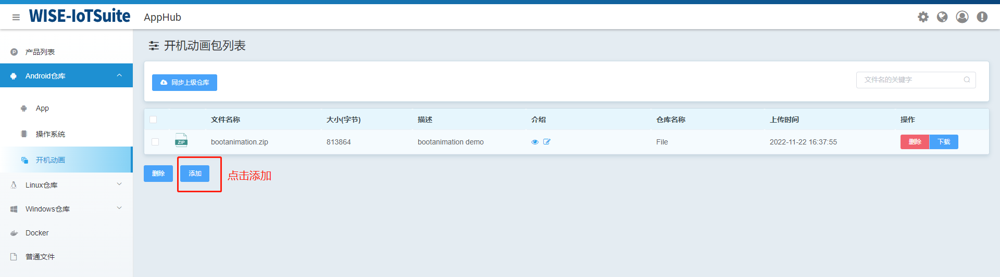 WISE-IoTSuite AppHub
产品列表
Android仓库
App
操作系统
开机动画
Linux仓库
Windows仓库
Docker
普通文件
开机动画包列表
同步上级仓库
文件名的关键字
文件名称 大小(字节) 描述 介绍 仓库名称 上传时间 操作
ZIP bootanimation.zip 813864 bootanimation demo File 2022-11-22 16:37:55 删除 下载
删除 添加 点击添加